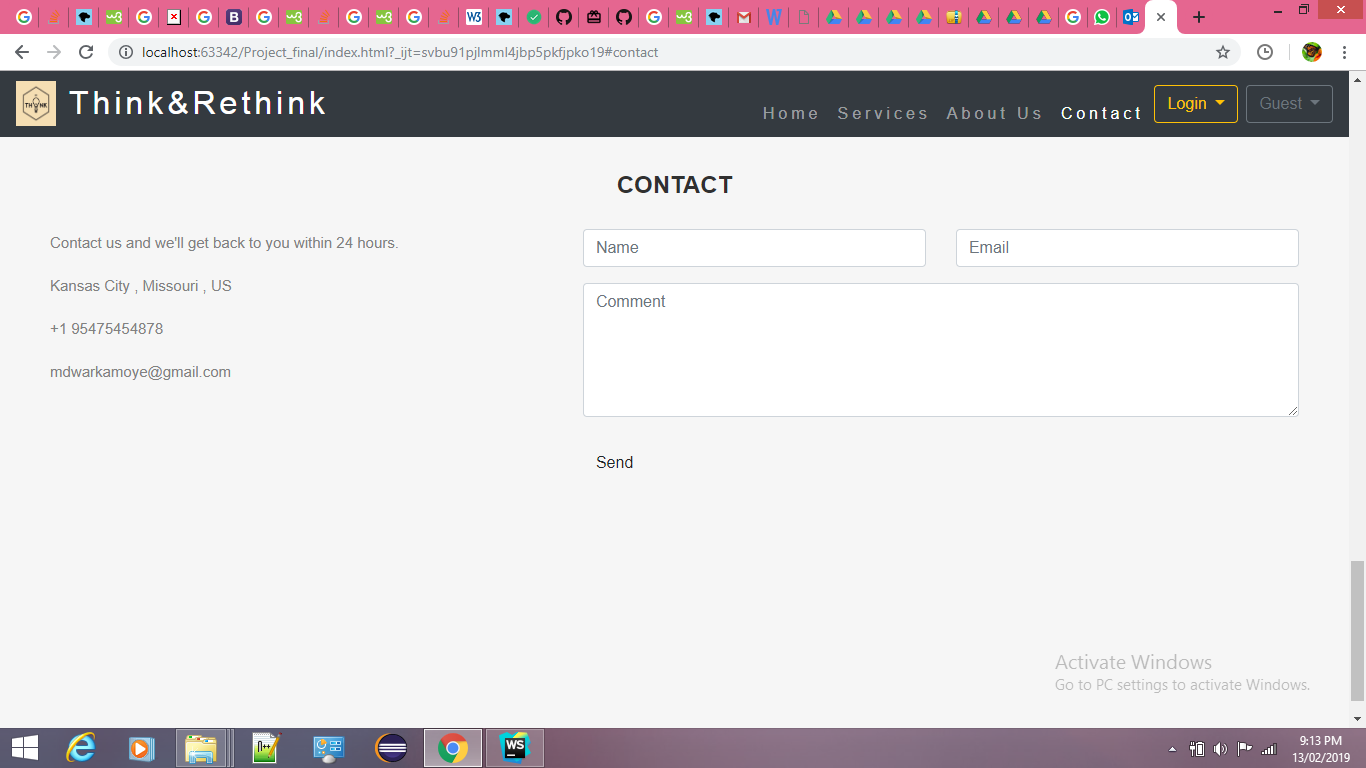 localhost:63342/Project_final/index.html?_ijt=svbu91pjlmml4jbp5pkfjpko19#contact
THINK
Think&Rethink
Home Services About Us Contact Login Guest
CONTACT
Contact us and we'll get back to you within 24 hours.
Kansas City , Missouri , US
+1 95475454878
mdwarkamoye@gmail.com
Name Email
Comment
Send
Activate Windows
Go to PC settings to activate Windows.
WS
9:13 PM
13/02/2019